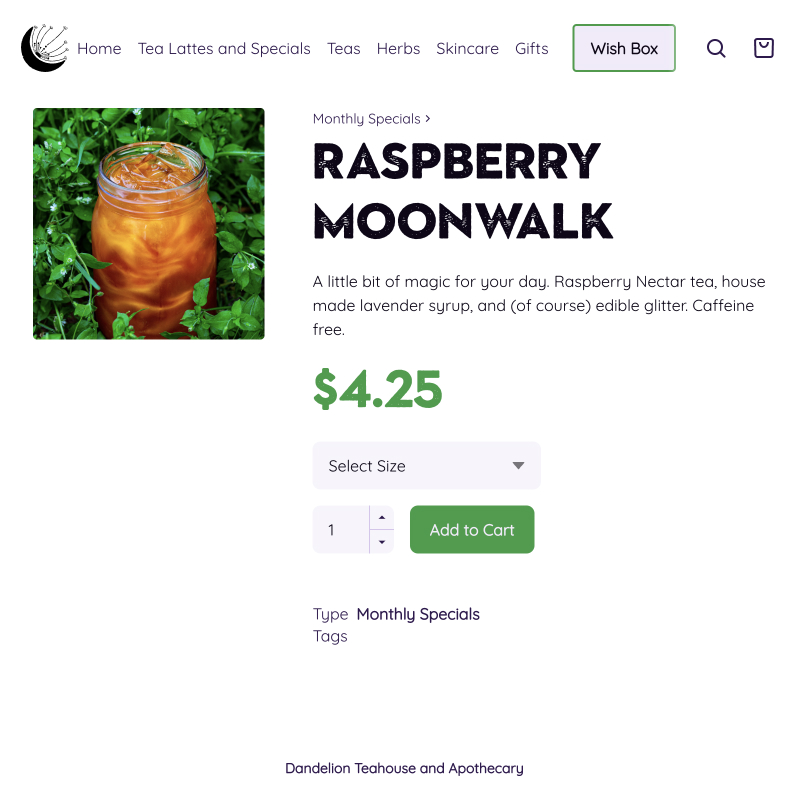 Home Tea Lattes and Specials Teas Herbs Skincare Gifts Wish Box
Monthly Specials >
RASPBERRY
MOONWALK
A little bit of magic for your day. Raspberry Nectar tea, house
made lavender syrup, and (of course) edible glitter. Caffeine
free.
$4.25
Select Size
1 Add to Cart
Type Monthly Specials
Tags
Dandelion Teahouse and Apothecary